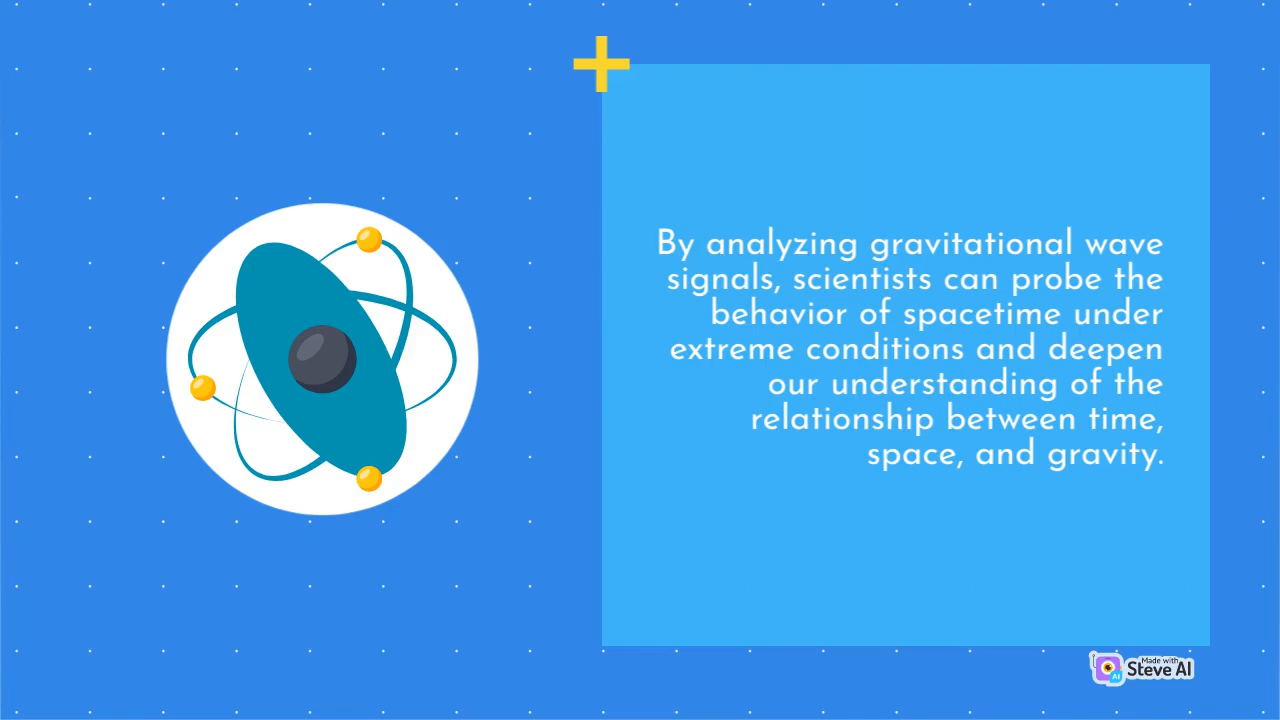 By analyzing gravitational wave
signals, scientists can probe the
behavior of spacetime under
extreme conditions and deepen
our understanding of the
relationship between time,
space, and gravity.
Made with
Steve AI
AI